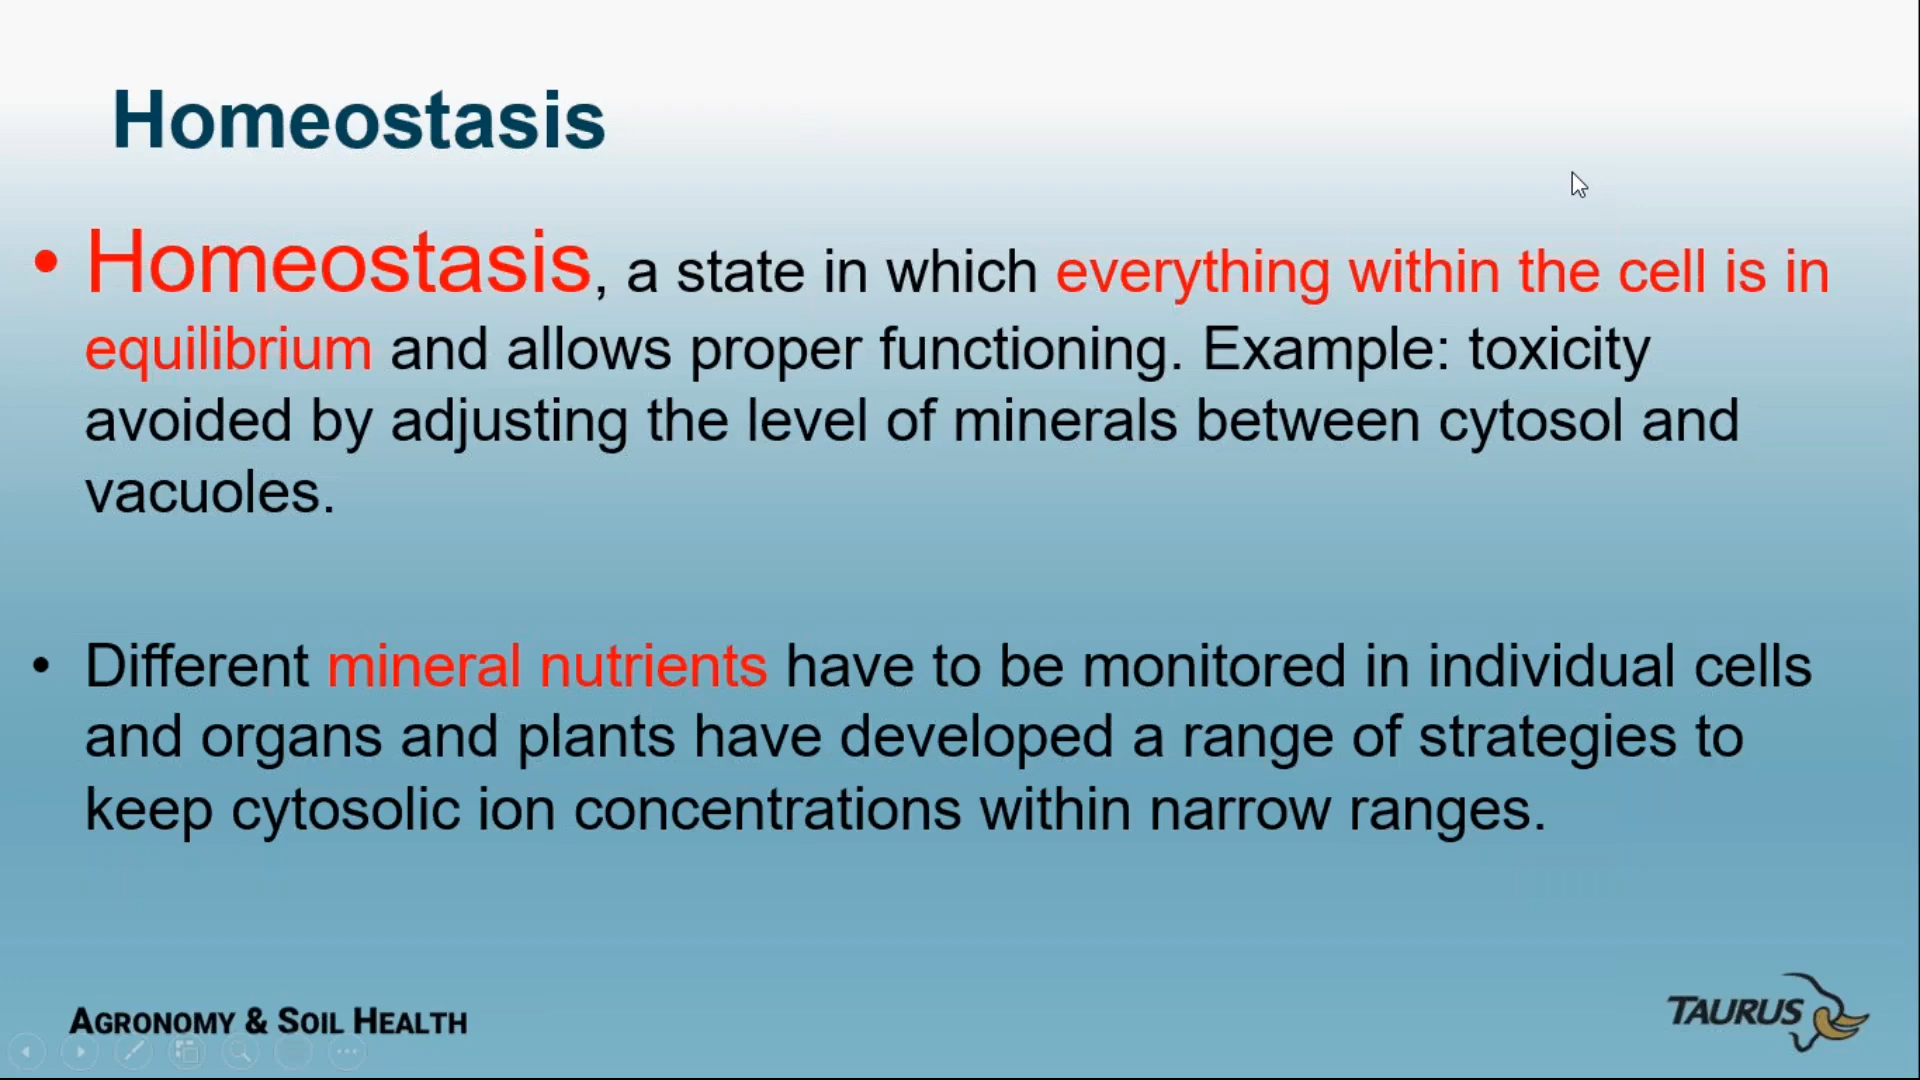 Homeostasis
• Homeostasis, a state in which everything within the cell is in
equilibrium and allows proper functioning. Example: toxicity
avoided by adjusting the level of minerals between cytosol and
vacuoles.
• Different mineral nutrients have to be monitored in individual cells
and organs and plants have developed a range of strategies to
keep cytosolic ion concentrations within narrow ranges.
AGRONOMY & SOIL HEALTH
TAURUS